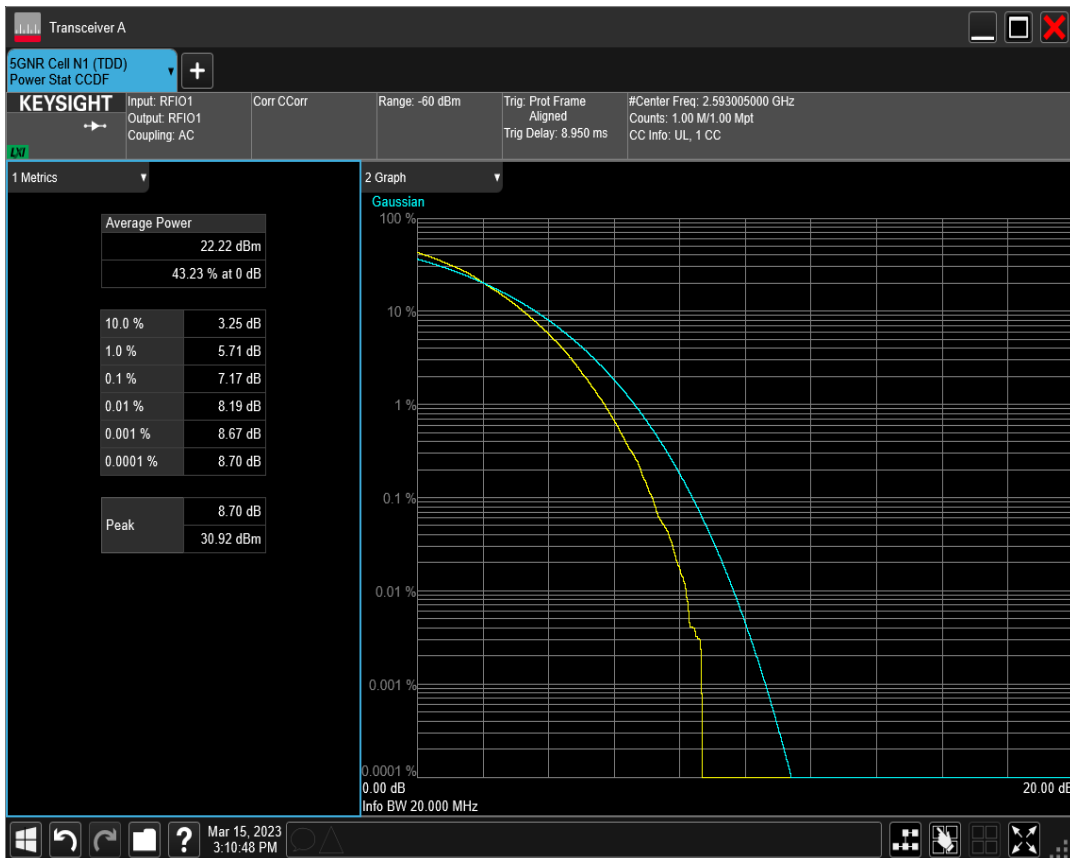 Transceiver A
5GNR Cell N1 (TDD)
Power Stat CCDF
KEYSIGHT
LXI
Input: RFIO1
Output: RFIO1
Coupling: AC
Corr CCorr
Range: -60 dBm
Trig: Prot Frame
Aligned
Trig Delay: 8.950 ms
#Center Freq: 2.593005000 GHz
Counts: 1.00 M/1.00 Mpt
CC Info: UL, 1 CC
1 Metrics
Average Power
22.22 dBm
43.23 % at 0 dB
10.0 % 3.25 dB
1.0 % 5.71 dB
0.1 % 7.17 dB
0.01 % 8.19 dB
0.001 % 8.67 dB
0.0001 % 8.70 dB
Peak
8.70 dB
30.92 dBm
2 Graph
Gaussian
100 %
10 %
1 %
0.1 %
0.01 %
0.001 %
0.0001 %
0.00 dB 20.00 dB
Info BW 20.000 MHz
Mar 15, 2023
3:10:48 PM